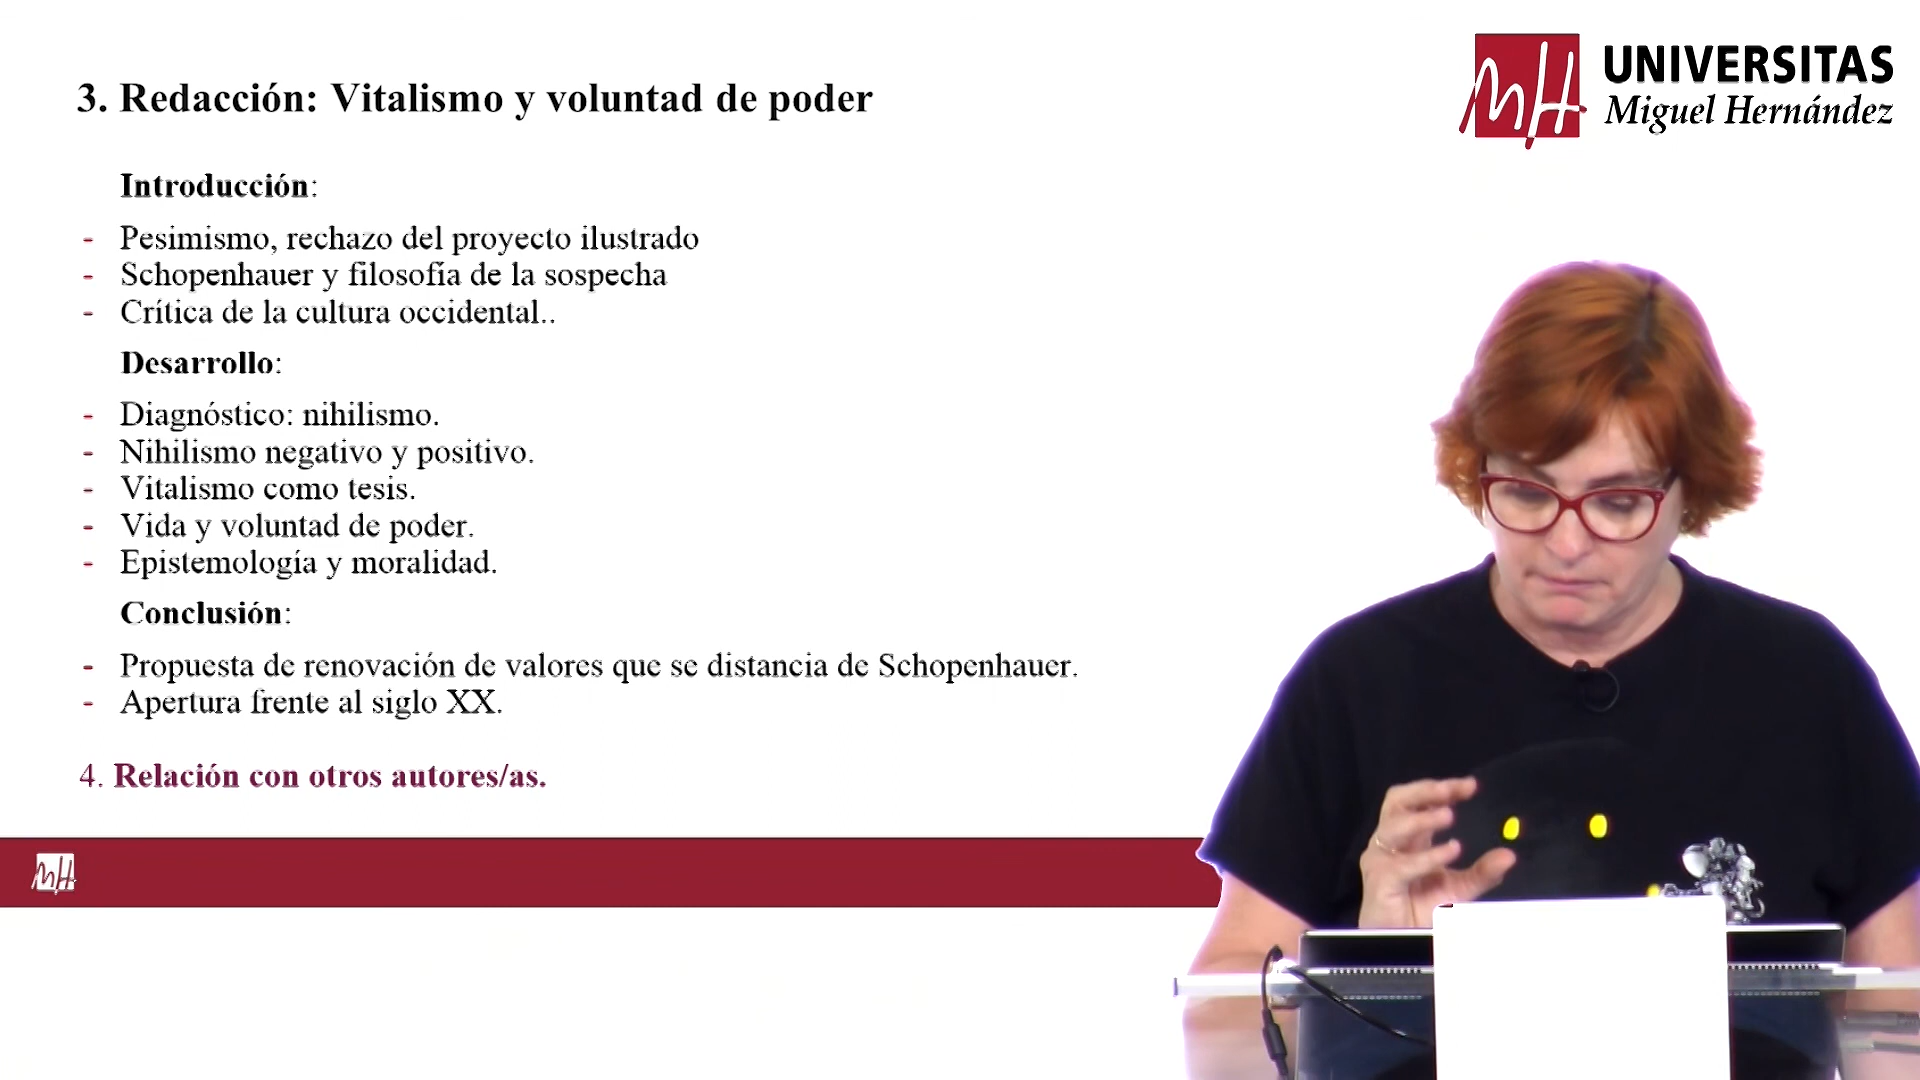 3. Redacción: Vitalismo y voluntad de poder
UNIVERSITAS
Miguel Hernández
Introducción:
- Pesimismo, rechazo del proyecto ilustrado
- Schopenhauer y filosofía de la sospecha
- Crítica de la cultura occidental..
Desarrollo:
- Diagnóstico: nihilismo.
- Nihilismo negativo y positivo.
- Vitalismo como tesis.
- Vida y voluntad de poder.
- Epistemología y moralidad.
Conclusión:
- Propuesta de renovación de valores que se distancia de Schopenhauer.
- Apertura frente al siglo XX.
4. Relación con otros autores/as.